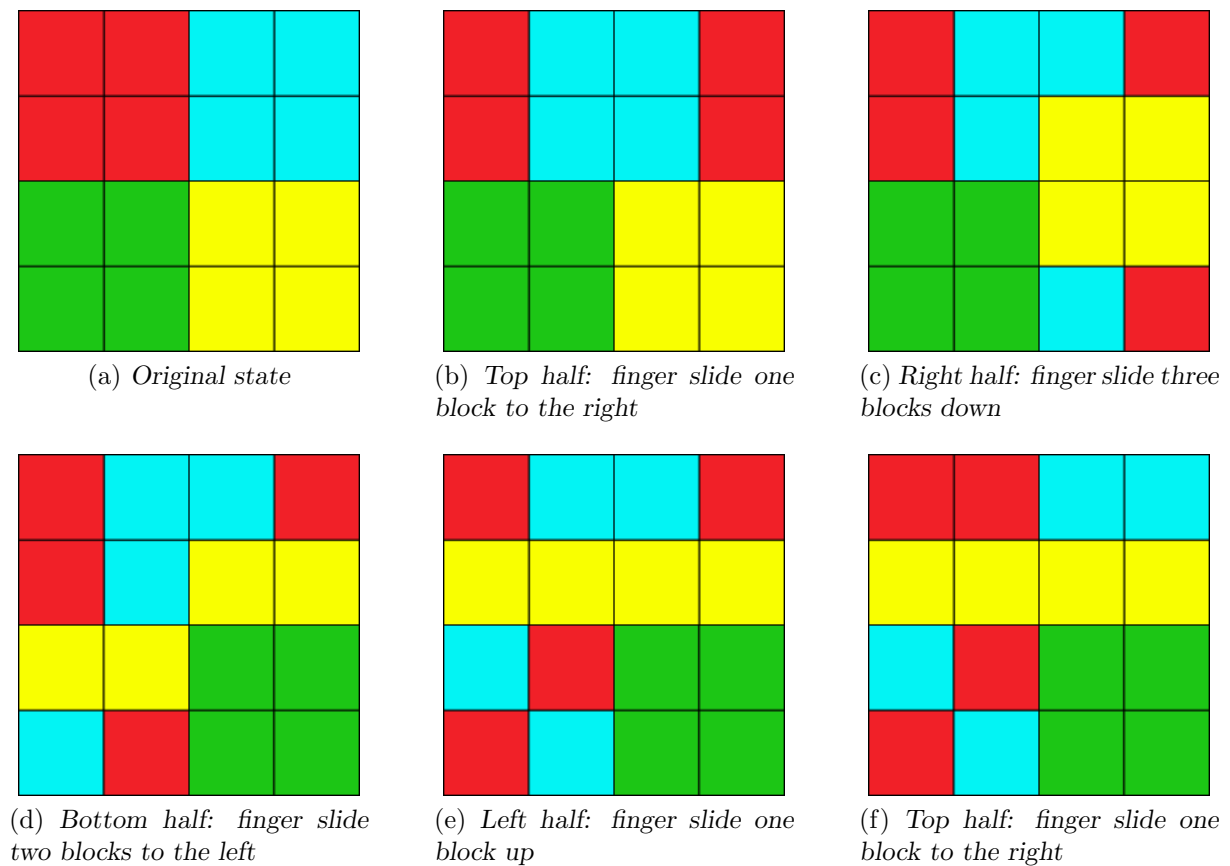 (a) Original state
(b) Top half: finger slide one
block to the right
(c) Right half: finger slide three
blocks down
(d) Bottom half: finger slide
two blocks to the left
(e) Left half: finger slide one
block up
(f) Top half: finger slide one
block to the right